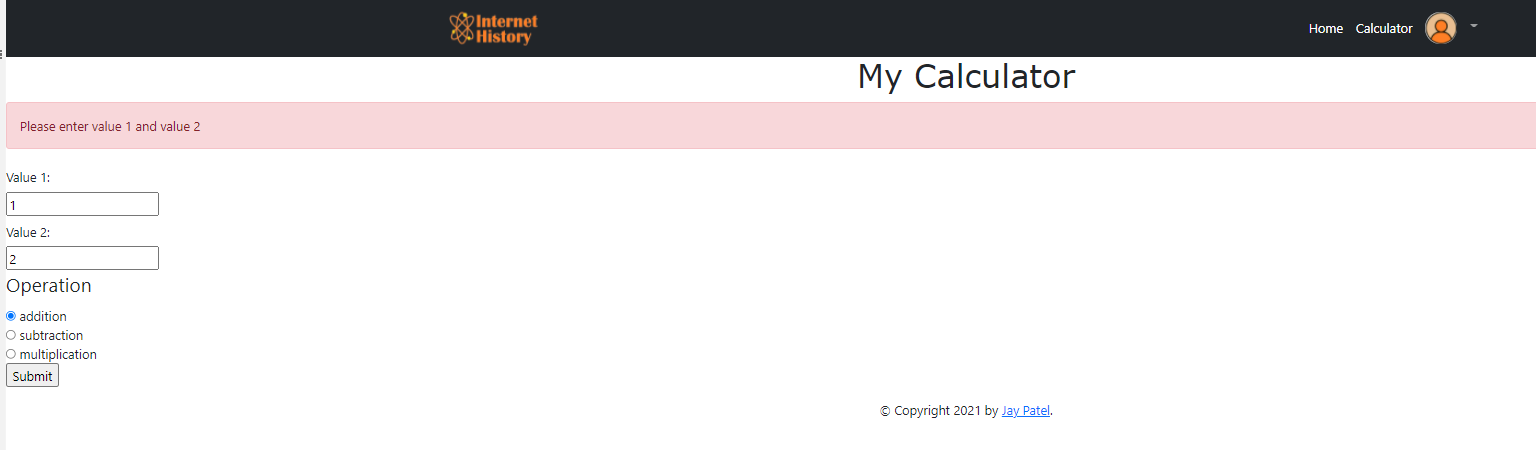 Internet
History
Home Calculator
My Calculator
Please enter value 1 and value 2
Value 1:
1
Value 2:
2
Operation
addition
subtraction
multiplication
Submit
© Copyright 2021 by Jay Patel.